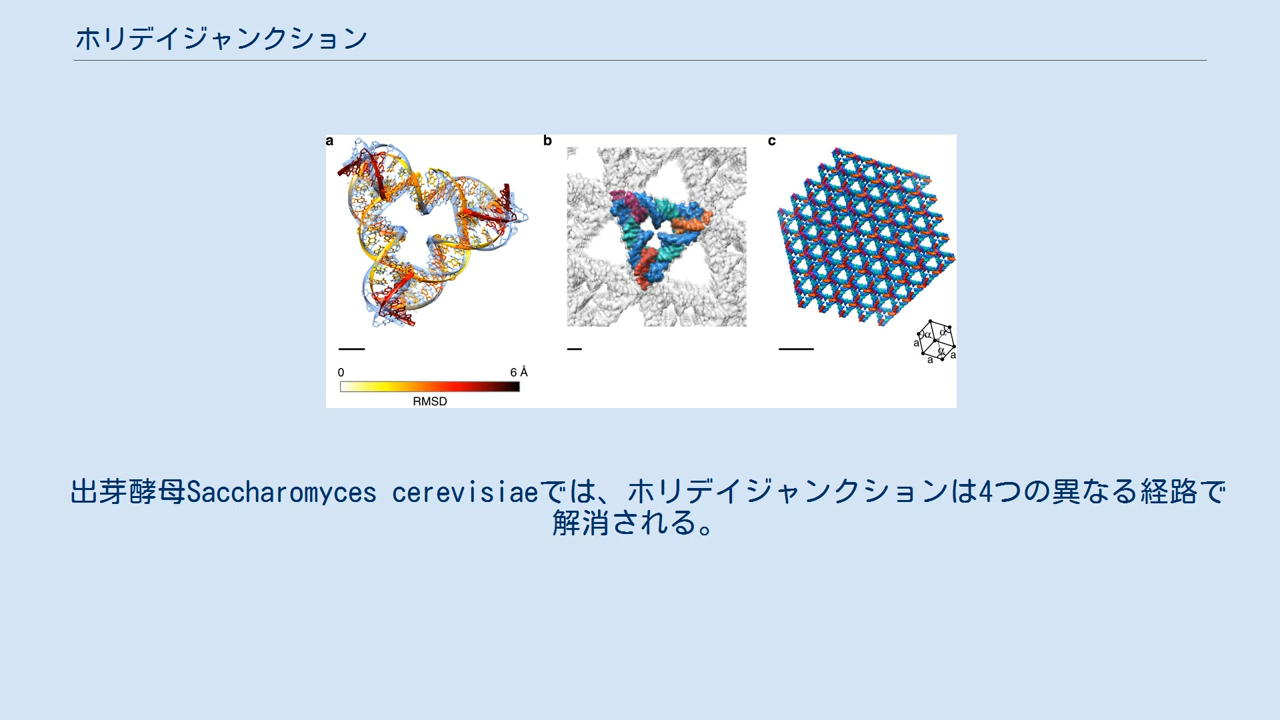 ホリデイジャンクション
a
b
c
0
6 Å
RMSD
α
α
α
a
a
a
出芽酵母Saccharomyces cerevisiaeでは、ホリデイジャンクションは4つの異なる経路で
解消される。